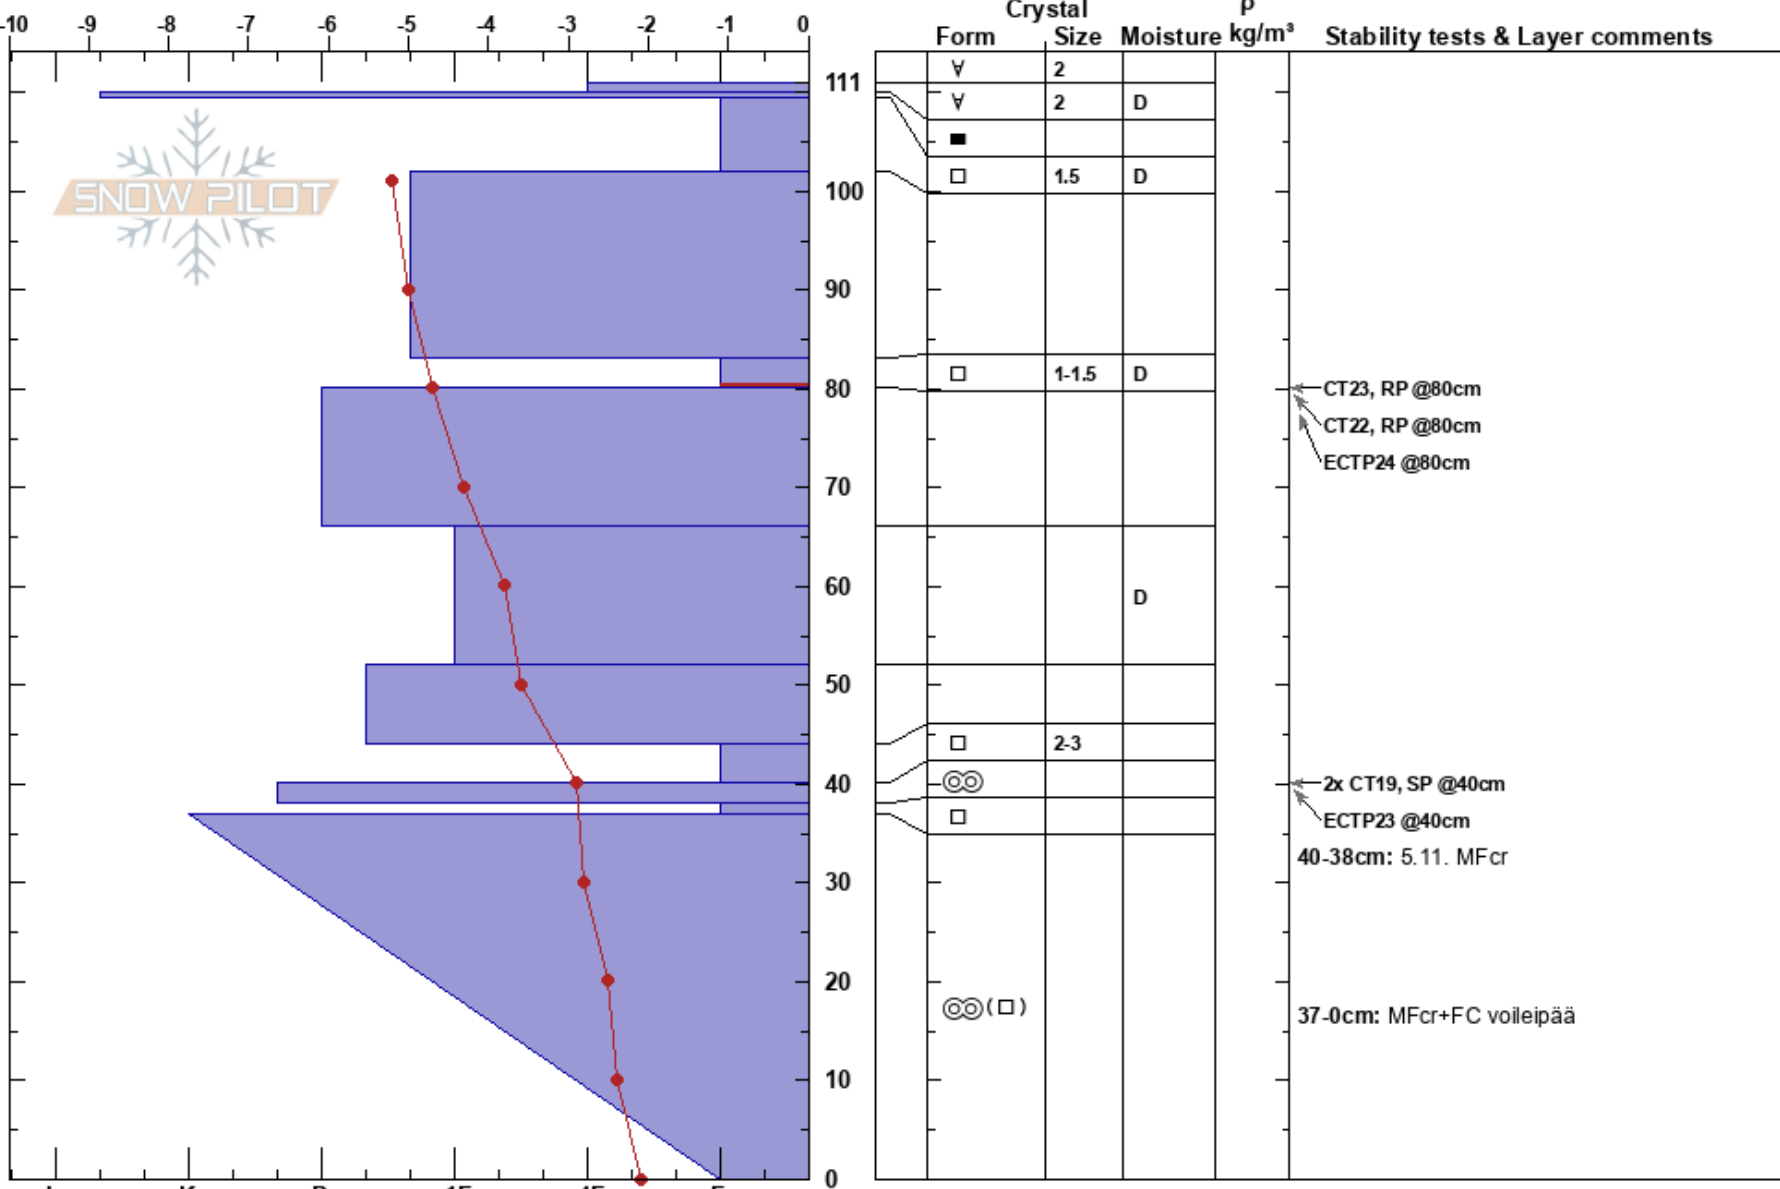 -10 -9 -8 -7 -6 -5 -4 -3 -2 -1 0
Crystal ρ
Form Size Moisture kg/m³ Stability tests & Layer comments
2
111
2 D
SNOW PILOT
1.5 D
100
90
1-1.5 D
80
CT23, RP @80cm
CT22, RP @80cm
ECTP24 @80cm
70
60
D
50
2-3
40
2x CT19, SP @40cm
ECTP23 @40cm
40-38cm: 5.11. MFcr
30
20
( )
37-0cm: MFcr+FC voileipää
10
0